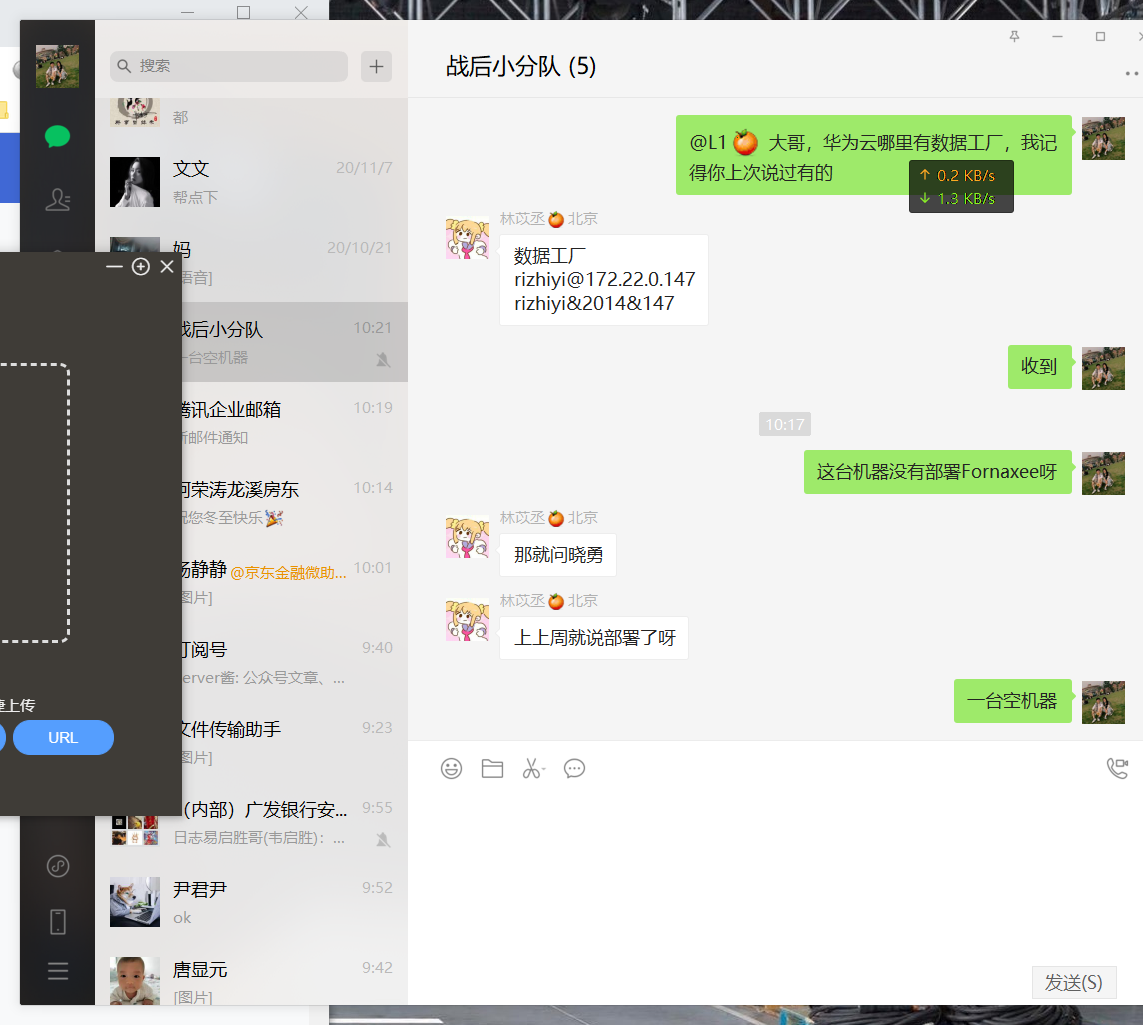 搜索
都
文文
20/11/7
帮点下
妈
20/10/21
语音]
战后小分队
10:21
一台空机器
腾讯企业邮箱
10:19
新邮件通知
何荣涛龙溪房东
10:14
祝您冬至快乐🎉
杨静静
@京东金融微助...
10:01
图片]
订阅号
9:40
erver酱: 公众号文章、...
文件传输助手
9:23
图片]
（内部）广发银行安...
9:55
日志易启胜哥(韦启胜)：...
尹君尹
9:52
ok
唐显元
9:42
[图片]
上传
URL
战后小分队 (5)
@L1🍊 大哥，华为云哪里有数据工厂，我记
得你上次说过有的
↑ 0.2 KB/s
↓ 1.3 KB/s
林苡丞🍊北京
数据工厂
rizhiyi@172.22.0.147
rizhiyi&2014&147
收到
10:17
这台机器没有部署Fornaxee呀
林苡丞🍊北京
那就问晓勇
林苡丞🍊北京
上上周就说部署了呀
一台空机器
发送(S)